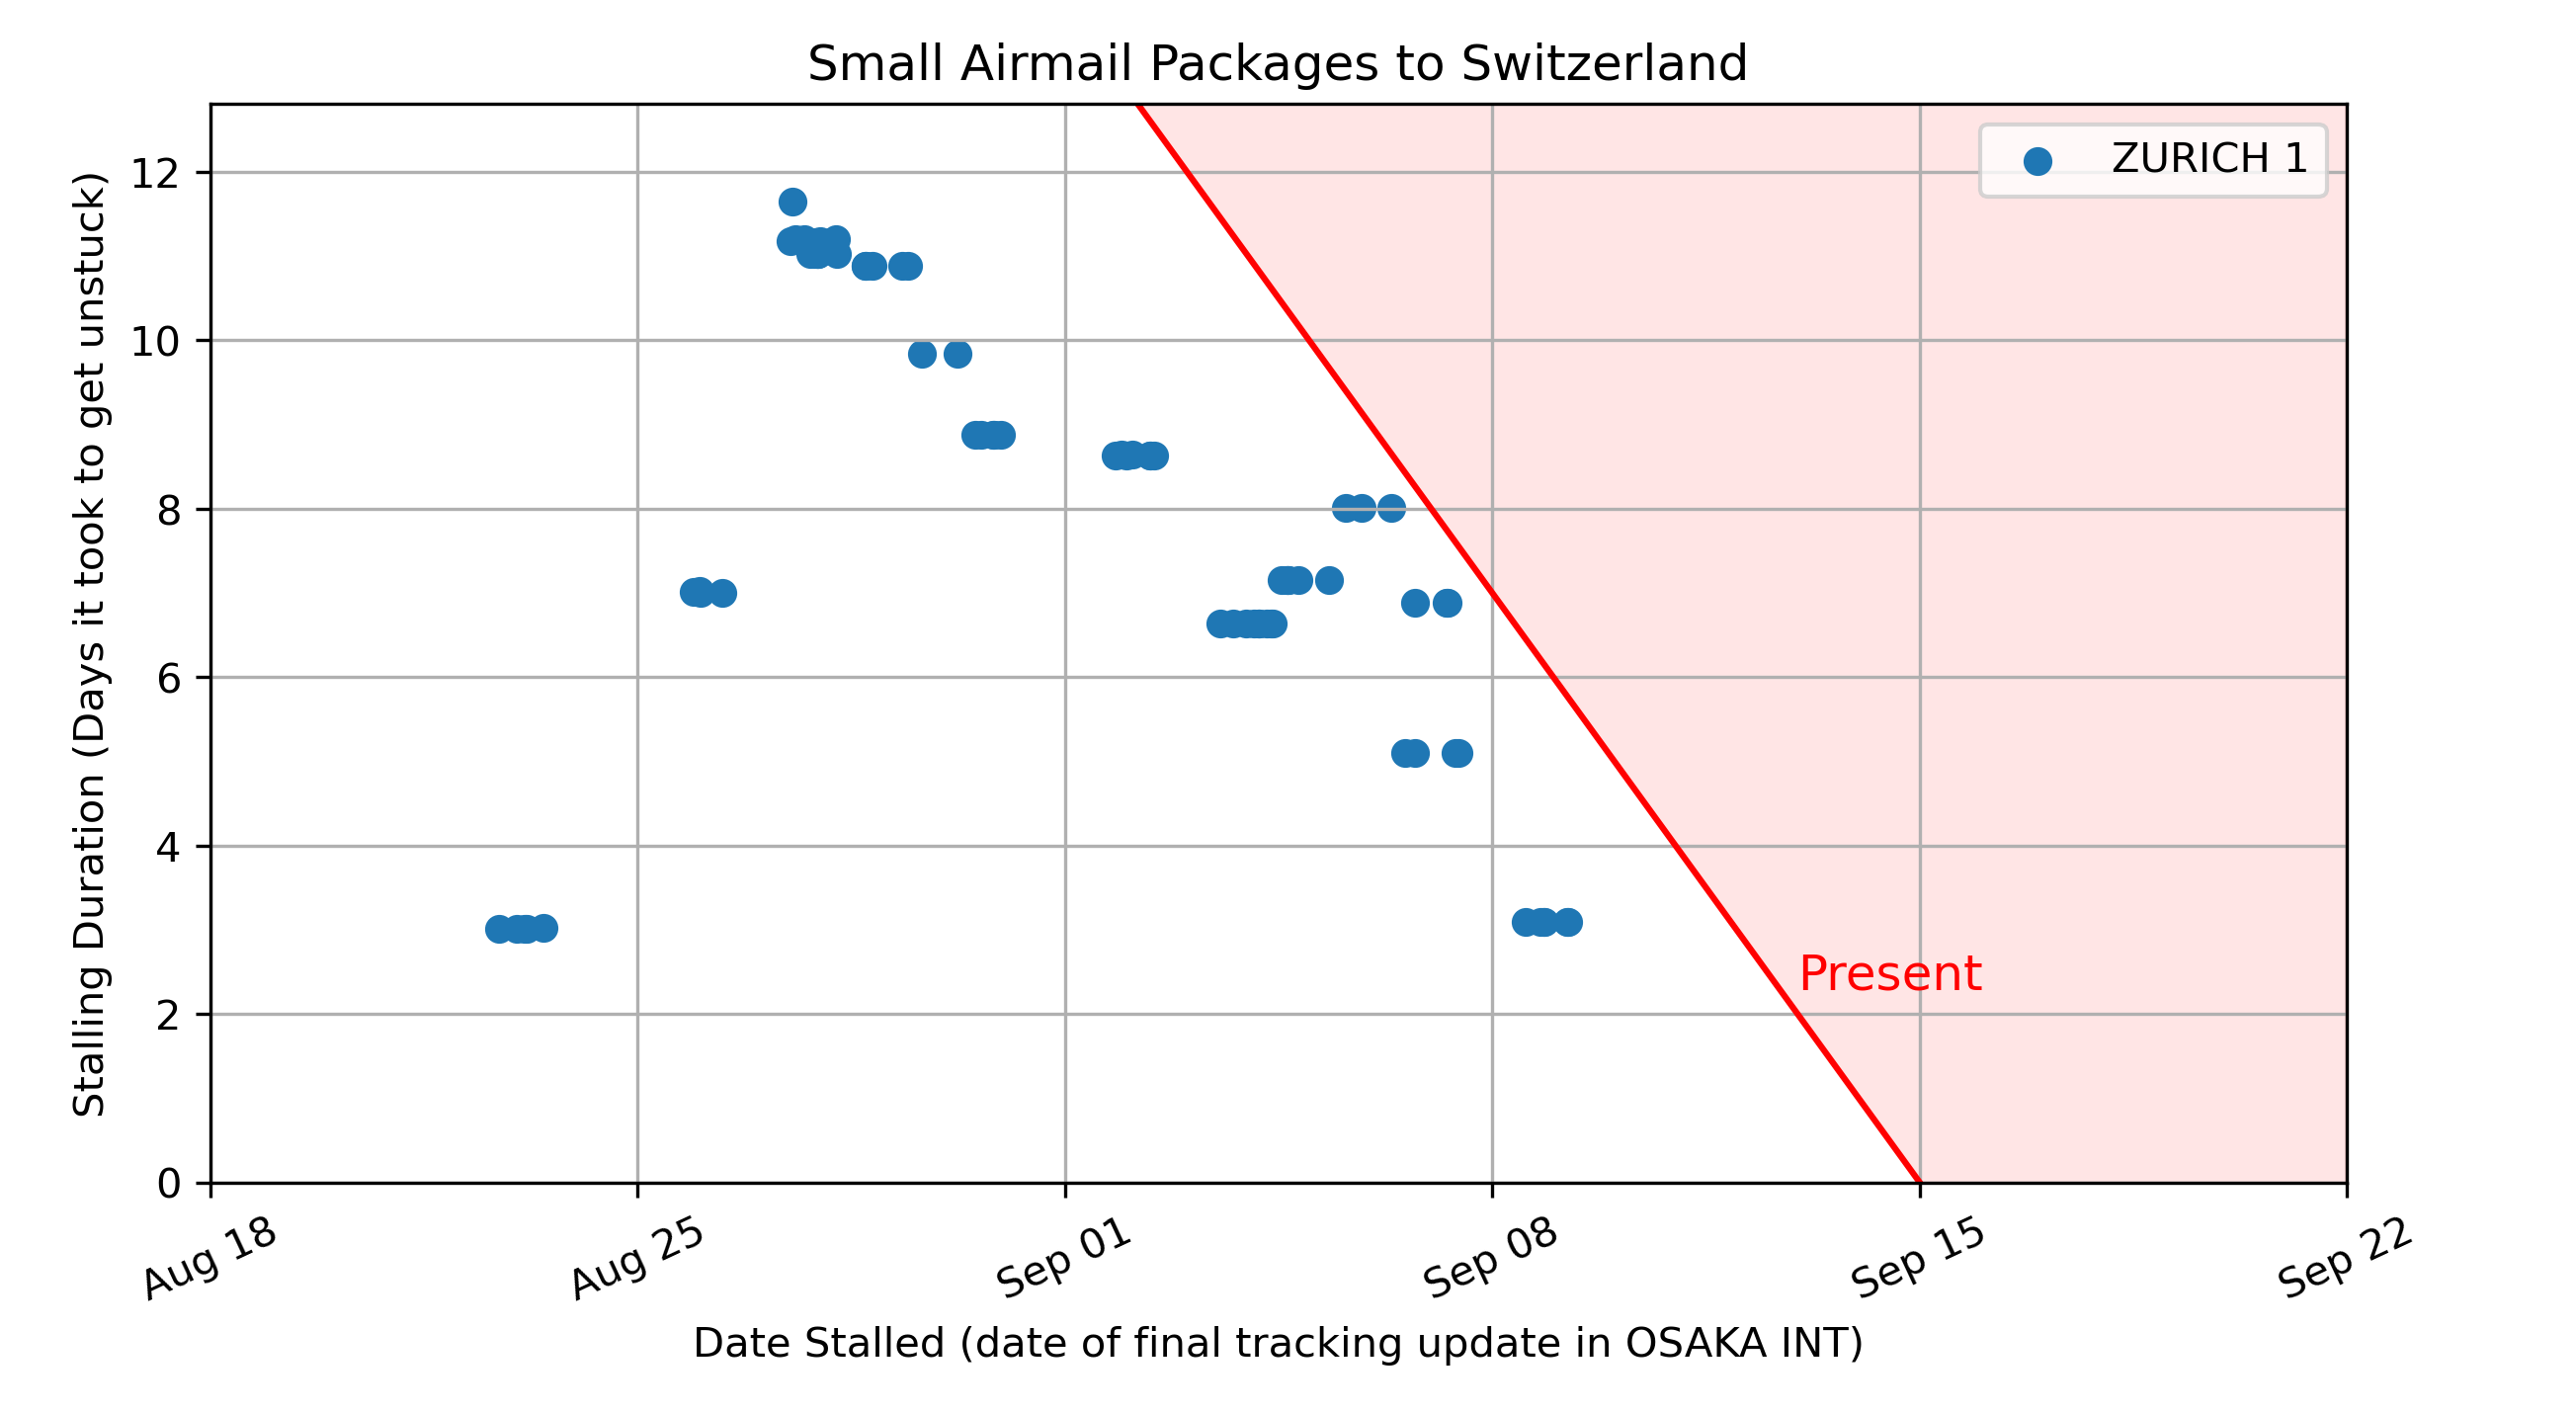 Small Airmail Packages to Switzerland
Stalling Duration (Days it took to get unstuck)
12
10
8
6
4
2
0
ZURICH 1
Present
Aug 18
Aug 25
Sep 01
Sep 08
Sep 15
Sep 22
Date Stalled (date of final tracking update in OSAKA INT)